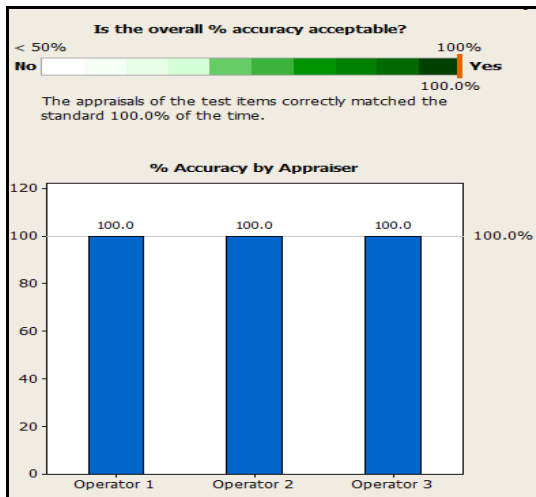 Is the overall % accuracy acceptable?
< 50% 100%
No Yes
100.0%
The appraisals of the test items correctly matched the
standard 100.0% of the time.
% Accuracy by Appraiser
120
100.0 100.0 100.0
100 100.0%
80
60
40
20
0
Operator 1 Operator 2 Operator 3